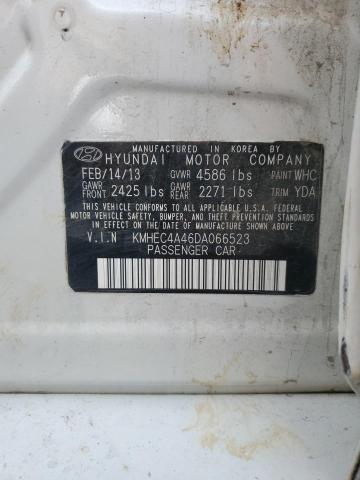 MANUFACTURED IN KOREA BY
HYUNDAI MOTOR COMPANY
FEB/14/13 GVWR 4586 lbs PAINT WHC
GAWR FRONT 2425 lbs GAWR REAR 2271 lbs TRIM YDA
THIS VEHICLE CONFORMS TO ALL APPLICABLE U.S.A. FEDERAL
MOTOR VEHICLE SAFETY, BUMPER, AND THEFT PREVENTION
STANDARDS IN EFFECT ON THE DATE OF
MANUFACTURE SHOWN ABOVE.
V.I.N KMHEC4A46DA066523
PASSENGER CAR